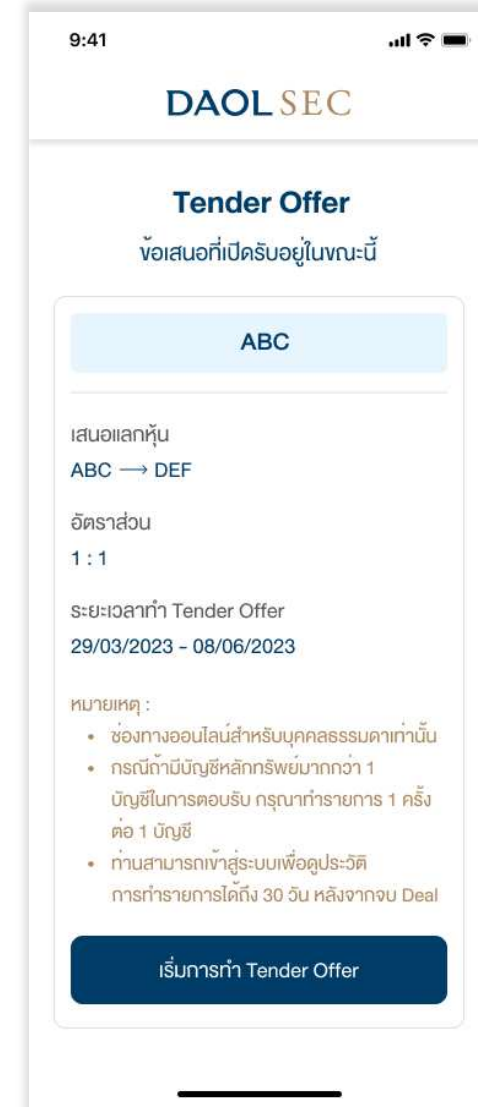 9:41
DAOL SEC
Tender Offer
ข้อเสนอที่เปิดรับอยู่ในขณะนี้
ABC
เสนอแลกหุ้น
ABC → DEF
อัตราส่วน
1 : 1
ระยะเวลาทำ Tender Offer
29/03/2023 - 08/06/2023
หมายเหตุ :
• ช่องทางออนไลน์สำหรับบุคคลธรรมดาเท่านั้น
• กรณีถ้ามีบัญชีหลักทรัพย์มากกว่า 1
บัญชีในการตอบรับ กรุณาทำรายการ 1 ครั้ง
ต่อ 1 บัญชี
• ท่านสามารถเข้าสู่ระบบเพื่อดูประวัติ
การทำรายการได้ถึง 30 วัน หลังจากจบ Deal
เริ่มการทำ Tender Offer